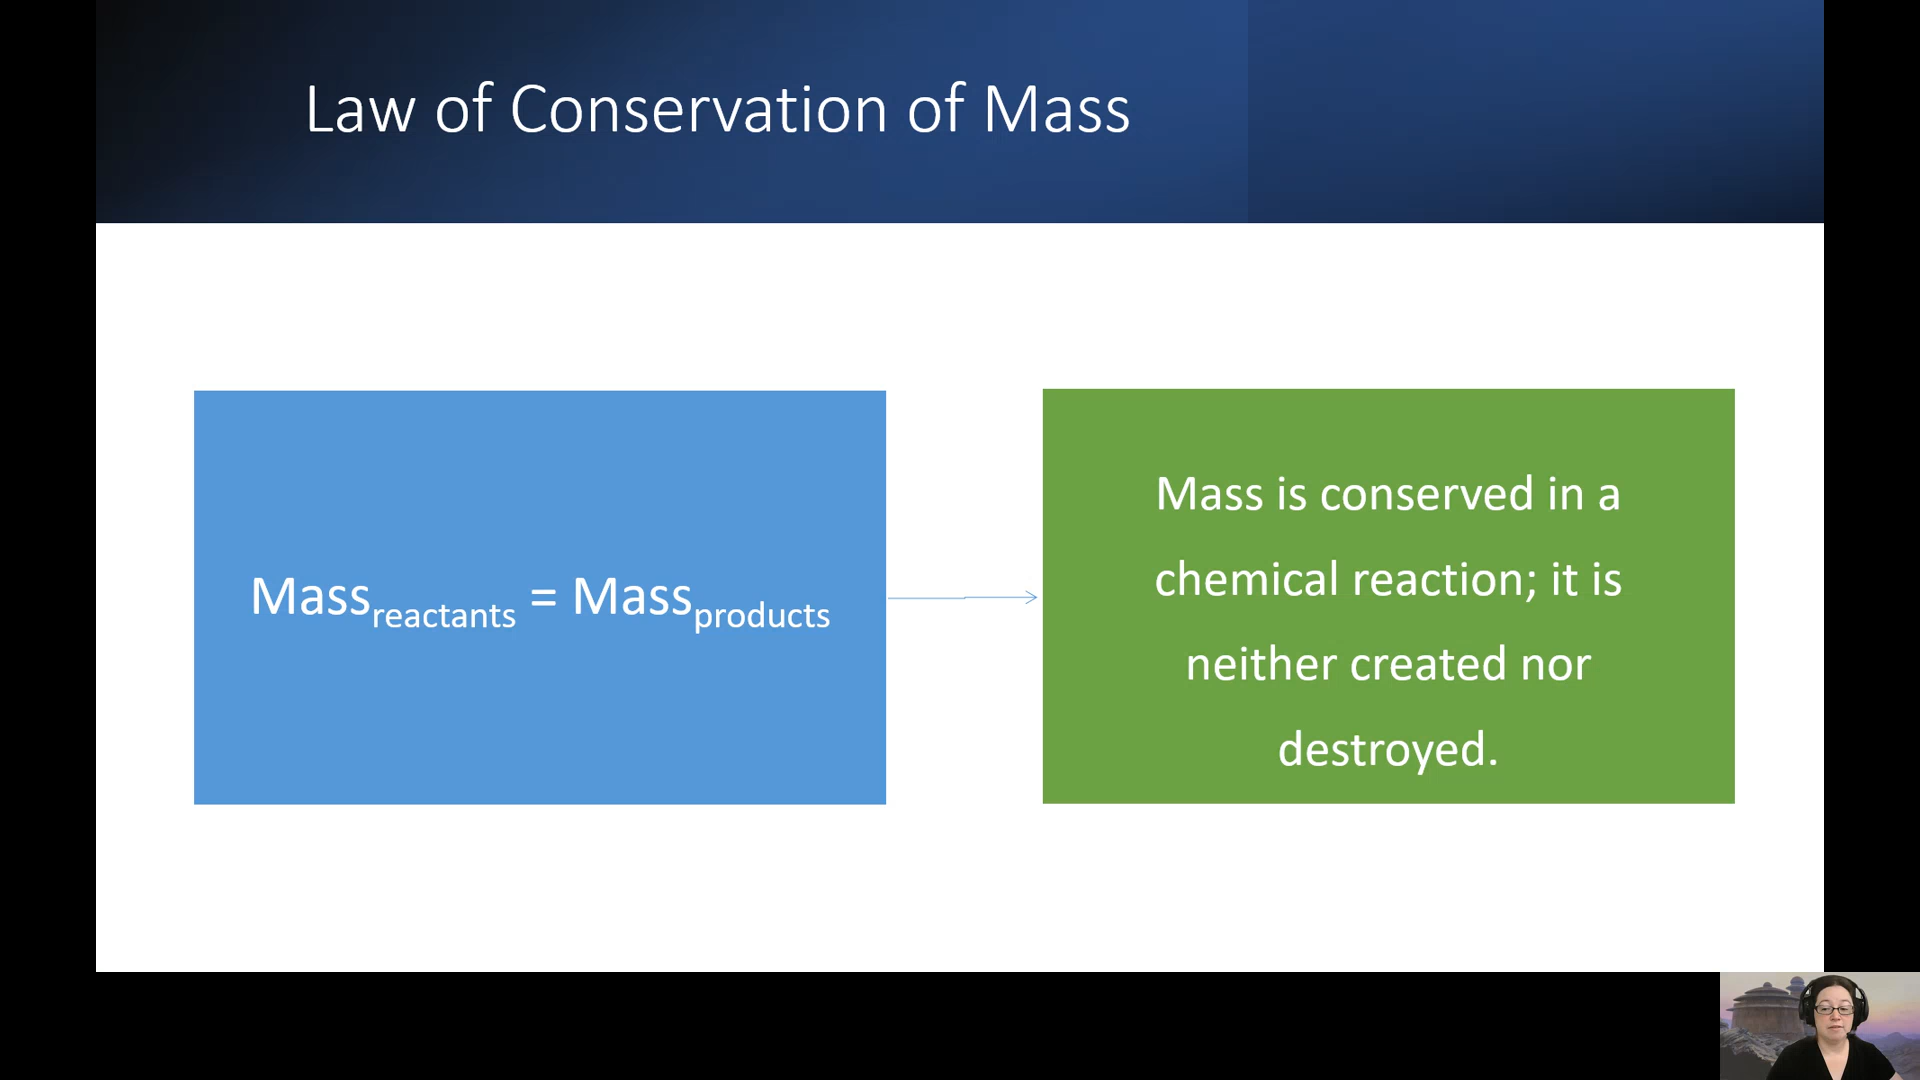 Law of Conservation of Mass
Mass_reactants = Mass_products
Mass is conserved in a
chemical reaction; it is
neither created nor
destroyed.